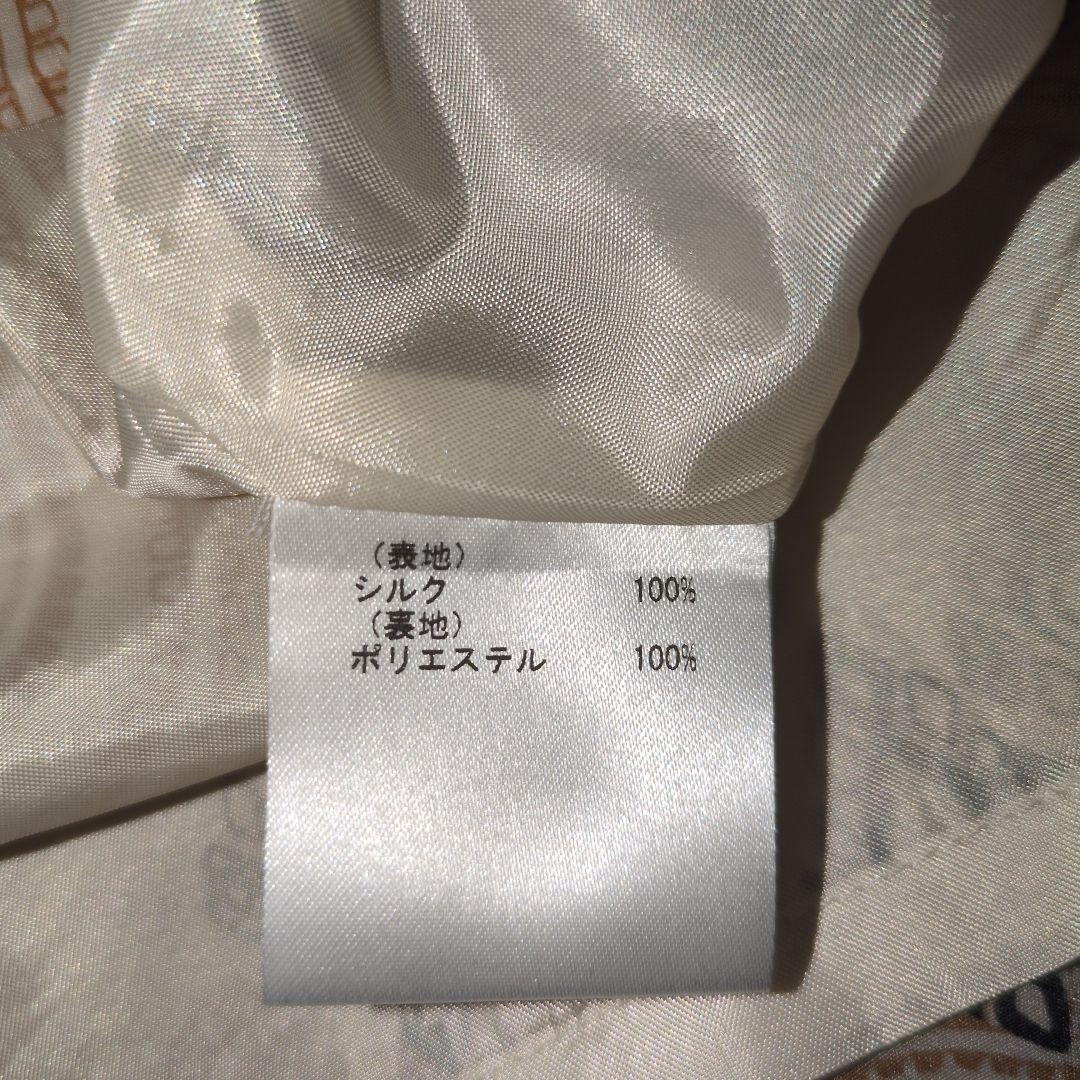 （表地）
シルク 100%
（裏地）
ポリエステル 100%